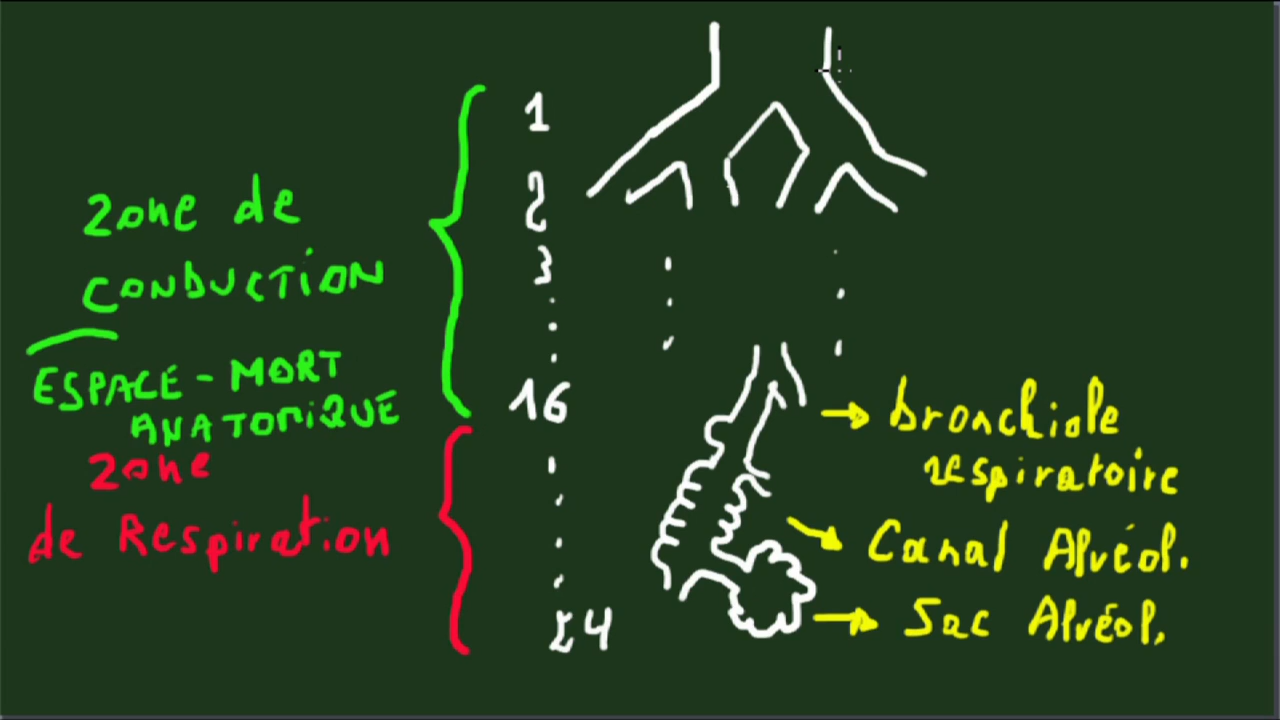 1
2
3
16
24
Zone de
CONDUCTION
ESPACE-MORT
ANATOMIQUE
Zone
de Respiration
bronchiole
respiratoire
Canal Alvéol.
Sac Alvéol.